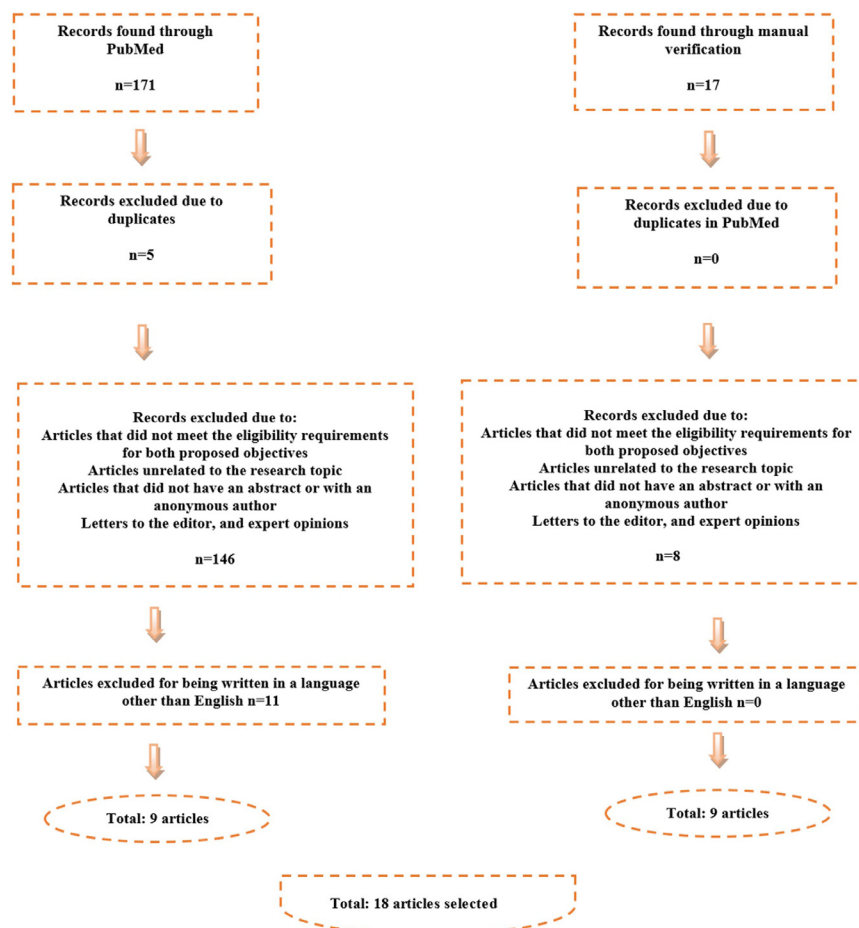 Records found through
PubMed
n=171
Records found through manual
verification
n=17
Records excluded due to
duplicates
n=5
Records excluded due to
duplicates in PubMed
n=0
Records excluded due to:
Articles that did not meet the eligibility requirements
for both proposed objectives
Articles unrelated to the research topic
Articles that did not have an abstract or with an
anonymous author
Letters to the editor, and expert opinions
n=146
Records excluded due to:
Articles that did not meet the eligibility requirements for
both proposed objectives
Articles unrelated to the research topic
Articles that did not have an abstract or with an
anonymous author
Letters to the editor, and expert opinions
n=8
Articles excluded for being written in a language
other than English n=11
Articles excluded for being written in a language
other than English n=0
Total: 9 articles
Total: 9 articles
Total: 18 articles selected